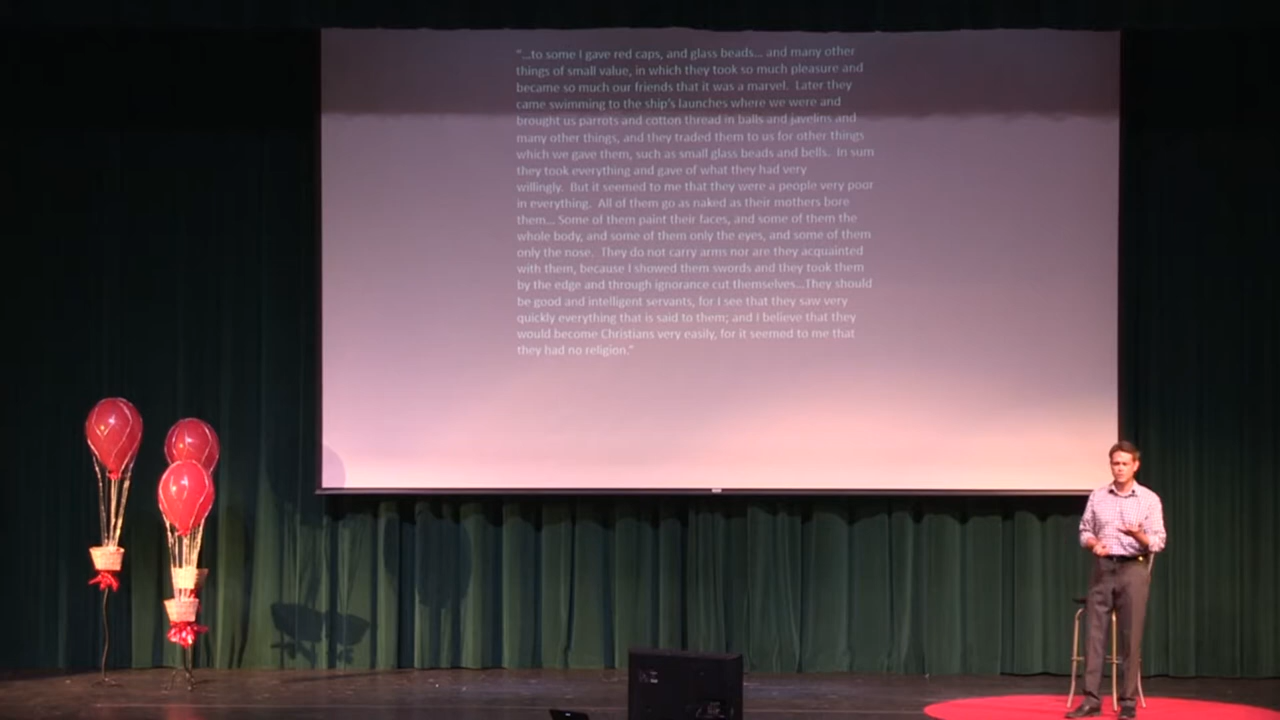 "...to some I gave red caps, and glass beads... and many other
things of small value, in which they took so much pleasure and
became so much our friends that it was a marvel.  Later they
came swimming to the ship's launches where we were and
brought us parrots and cotton thread in balls and javelins and
many other things, and they traded them to us for other things
which we gave them, such as small glass beads and bells.  In sum
they took everything and gave of what they had very
willingly.  But it seemed to me that they were a people very poor
in everything.  All of them go as naked as their mothers bore
them... Some of them paint their faces, and some of them the
whole body, and some of them only the eyes, and some of them
only the nose.  They do not carry arms nor are they acquainted
with them, because I showed them swords and they took them
by the edge and through ignorance cut themselves...They should
be good and intelligent servants, for I see that they saw very
quickly everything that is said to them; and I believe that they
would become Christians very easily, for it seemed to me that
they had no religion."